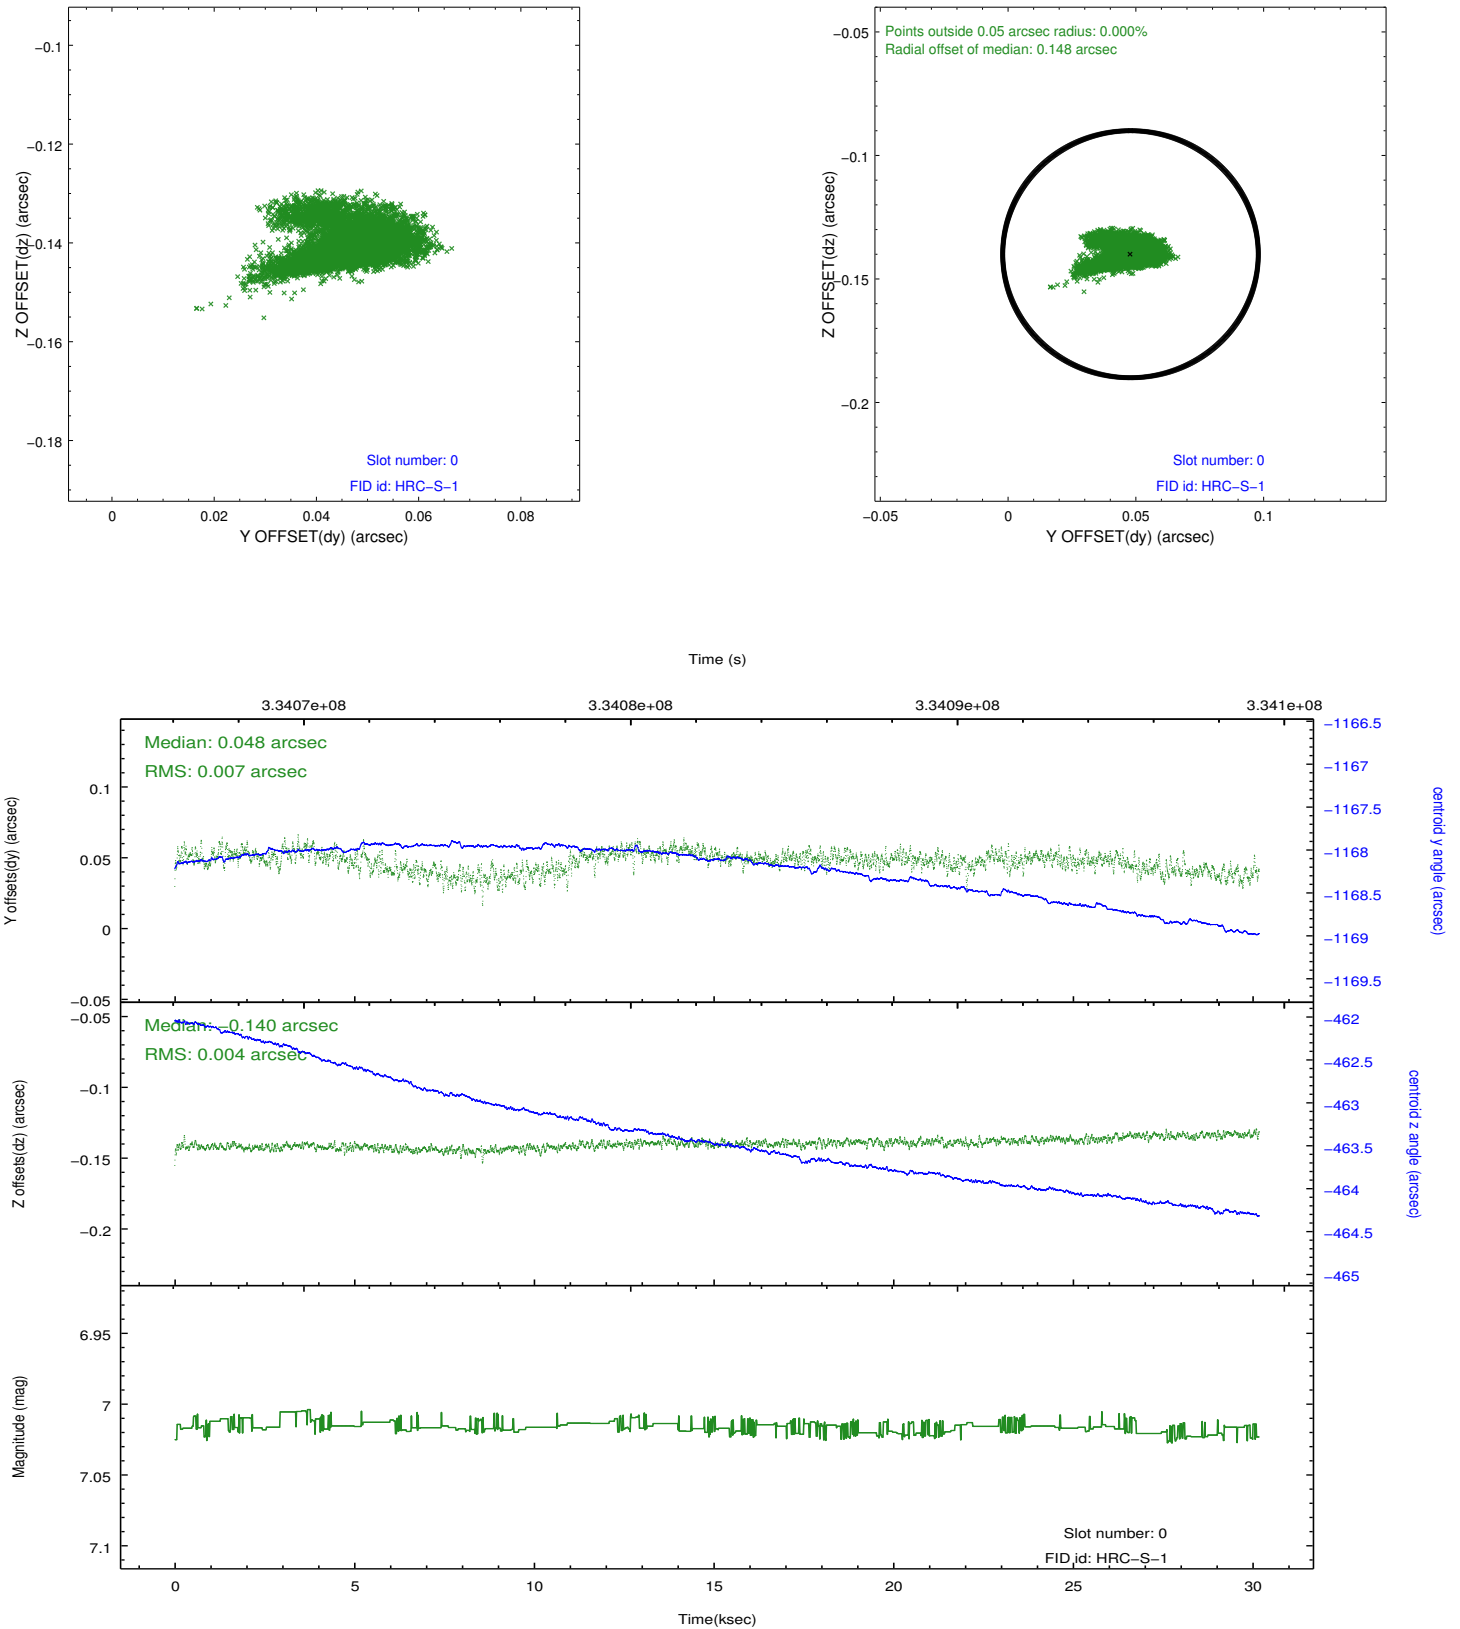 −0.1
−0.12
−0.14
−0.16
−0.18
Z OFFSET(dz) (arcsec)
Slot number: 0
FID id: HRC−S−1
0 0.02 0.04 0.06 0.08
Y OFFSET(dy) (arcsec)
Points outside 0.05 arcsec radius: 0.000%
Radial offset of median: 0.148 arcsec
−0.05
−0.1
−0.15
−0.2
Z OFFSET(dz) (arcsec)
Slot number: 0
FID id: HRC−S−1
−0.05 0 0.05 0.1
Y OFFSET(dy) (arcsec)
Time (s)
3.3407e+08 3.3408e+08 3.3409e+08 3.341e+08
Median: 0.048 arcsec
RMS: 0.007 arcsec
0.1
0.05
0
−0.05
Y offsets(dy) (arcsec)
−1166.5
−1167
−1167.5
−1168
−1168.5
−1169
−1169.5
centroid y angle (arcsec)
Median: −0.140 arcsec
RMS: 0.004 arcsec
−0.05
−0.1
−0.15
−0.2
Z offsets(dz) (arcsec)
−462
−462.5
−463
−463.5
−464
−464.5
−465
centroid z angle (arcsec)
6.95
7
7.05
7.1
Magnitude (mag)
Slot number: 0
FID id: HRC−S−1
0 5 10 15 20 25 30
Time(ksec)